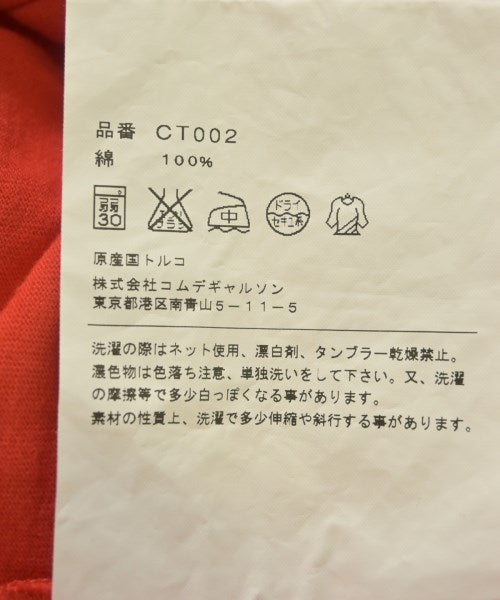 品番 CT002
綿 100%
弱 30 エンソサラシ 中 ドライ セキユ系
原産国トルコ
株式会社コムデギャルソン
東京都港区南青山5-11-5
洗濯の際はネット使用、漂白剤、タンブラー乾燥禁止。
濃色物は色落ち注意、単独洗いをして下さい。又、洗濯
の摩擦等で多少白っぽくなる事があります。
素材の性質上、洗濯で多少伸縮や斜行する事があります。